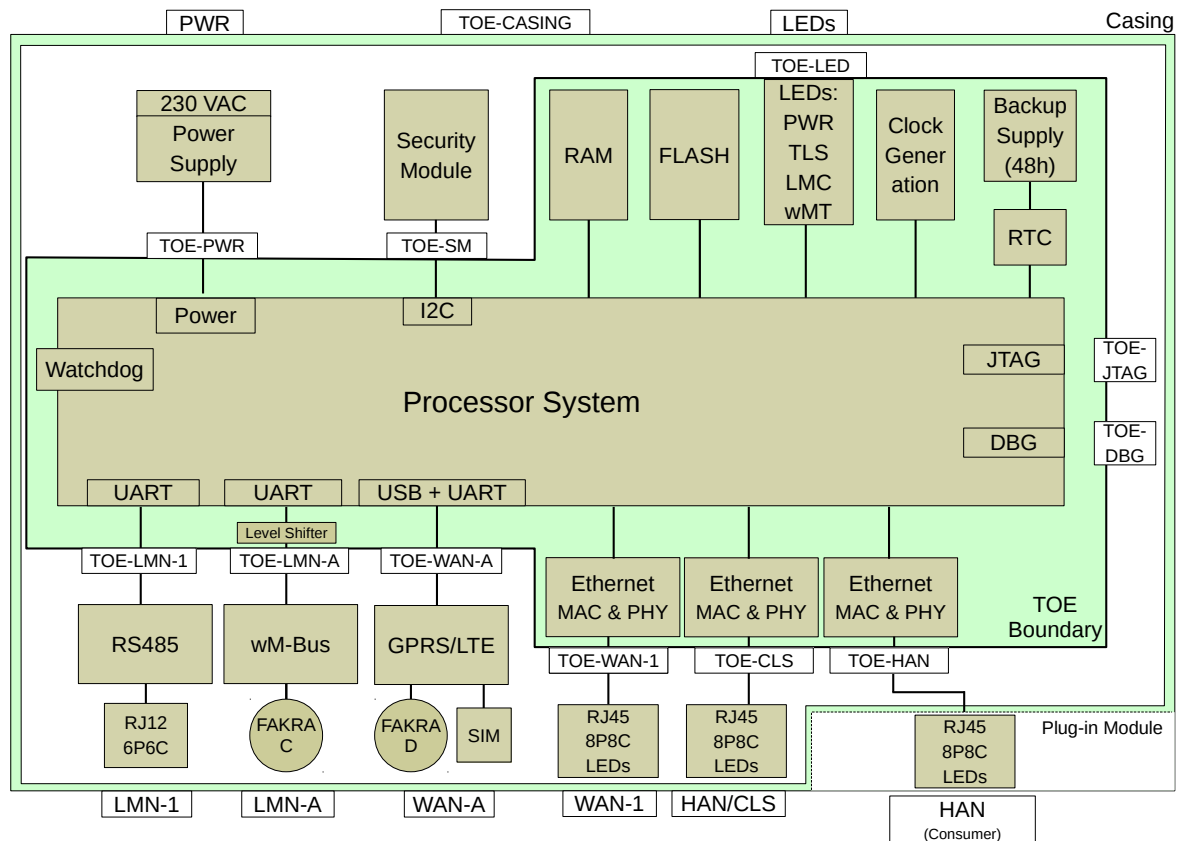 PWR
TOE-CASING
LEDs
Casing
TOE-LED
230 VAC
Power
Supply
Security
Module
RAM
FLASH
LEDs:
PWR
TLS
LMC
wMT
Clock
Gener
ation
Backup
Supply
(48h)
RTC
TOE-PWR
TOE-SM
Power
I2C
Watchdog
Processor System
JTAG
TOE-
JTAG
DBG
TOE-
DBG
UART
UART
USB + UART
Level Shifter
TOE-LMN-1
TOE-LMN-A
TOE-WAN-A
Ethernet
MAC & PHY
Ethernet
MAC & PHY
Ethernet
MAC & PHY
TOE
Boundary
RS485
wM-Bus
GPRS/LTE
TOE-WAN-1
TOE-CLS
TOE-HAN
RJ12
6P6C
FAKRA
C
FAKRA
D
SIM
RJ45
8P8C
LEDs
RJ45
8P8C
LEDs
RJ45
8P8C
LEDs
Plug-in Module
LMN-1
LMN-A
WAN-A
WAN-1
HAN/CLS
HAN
(Consumer)